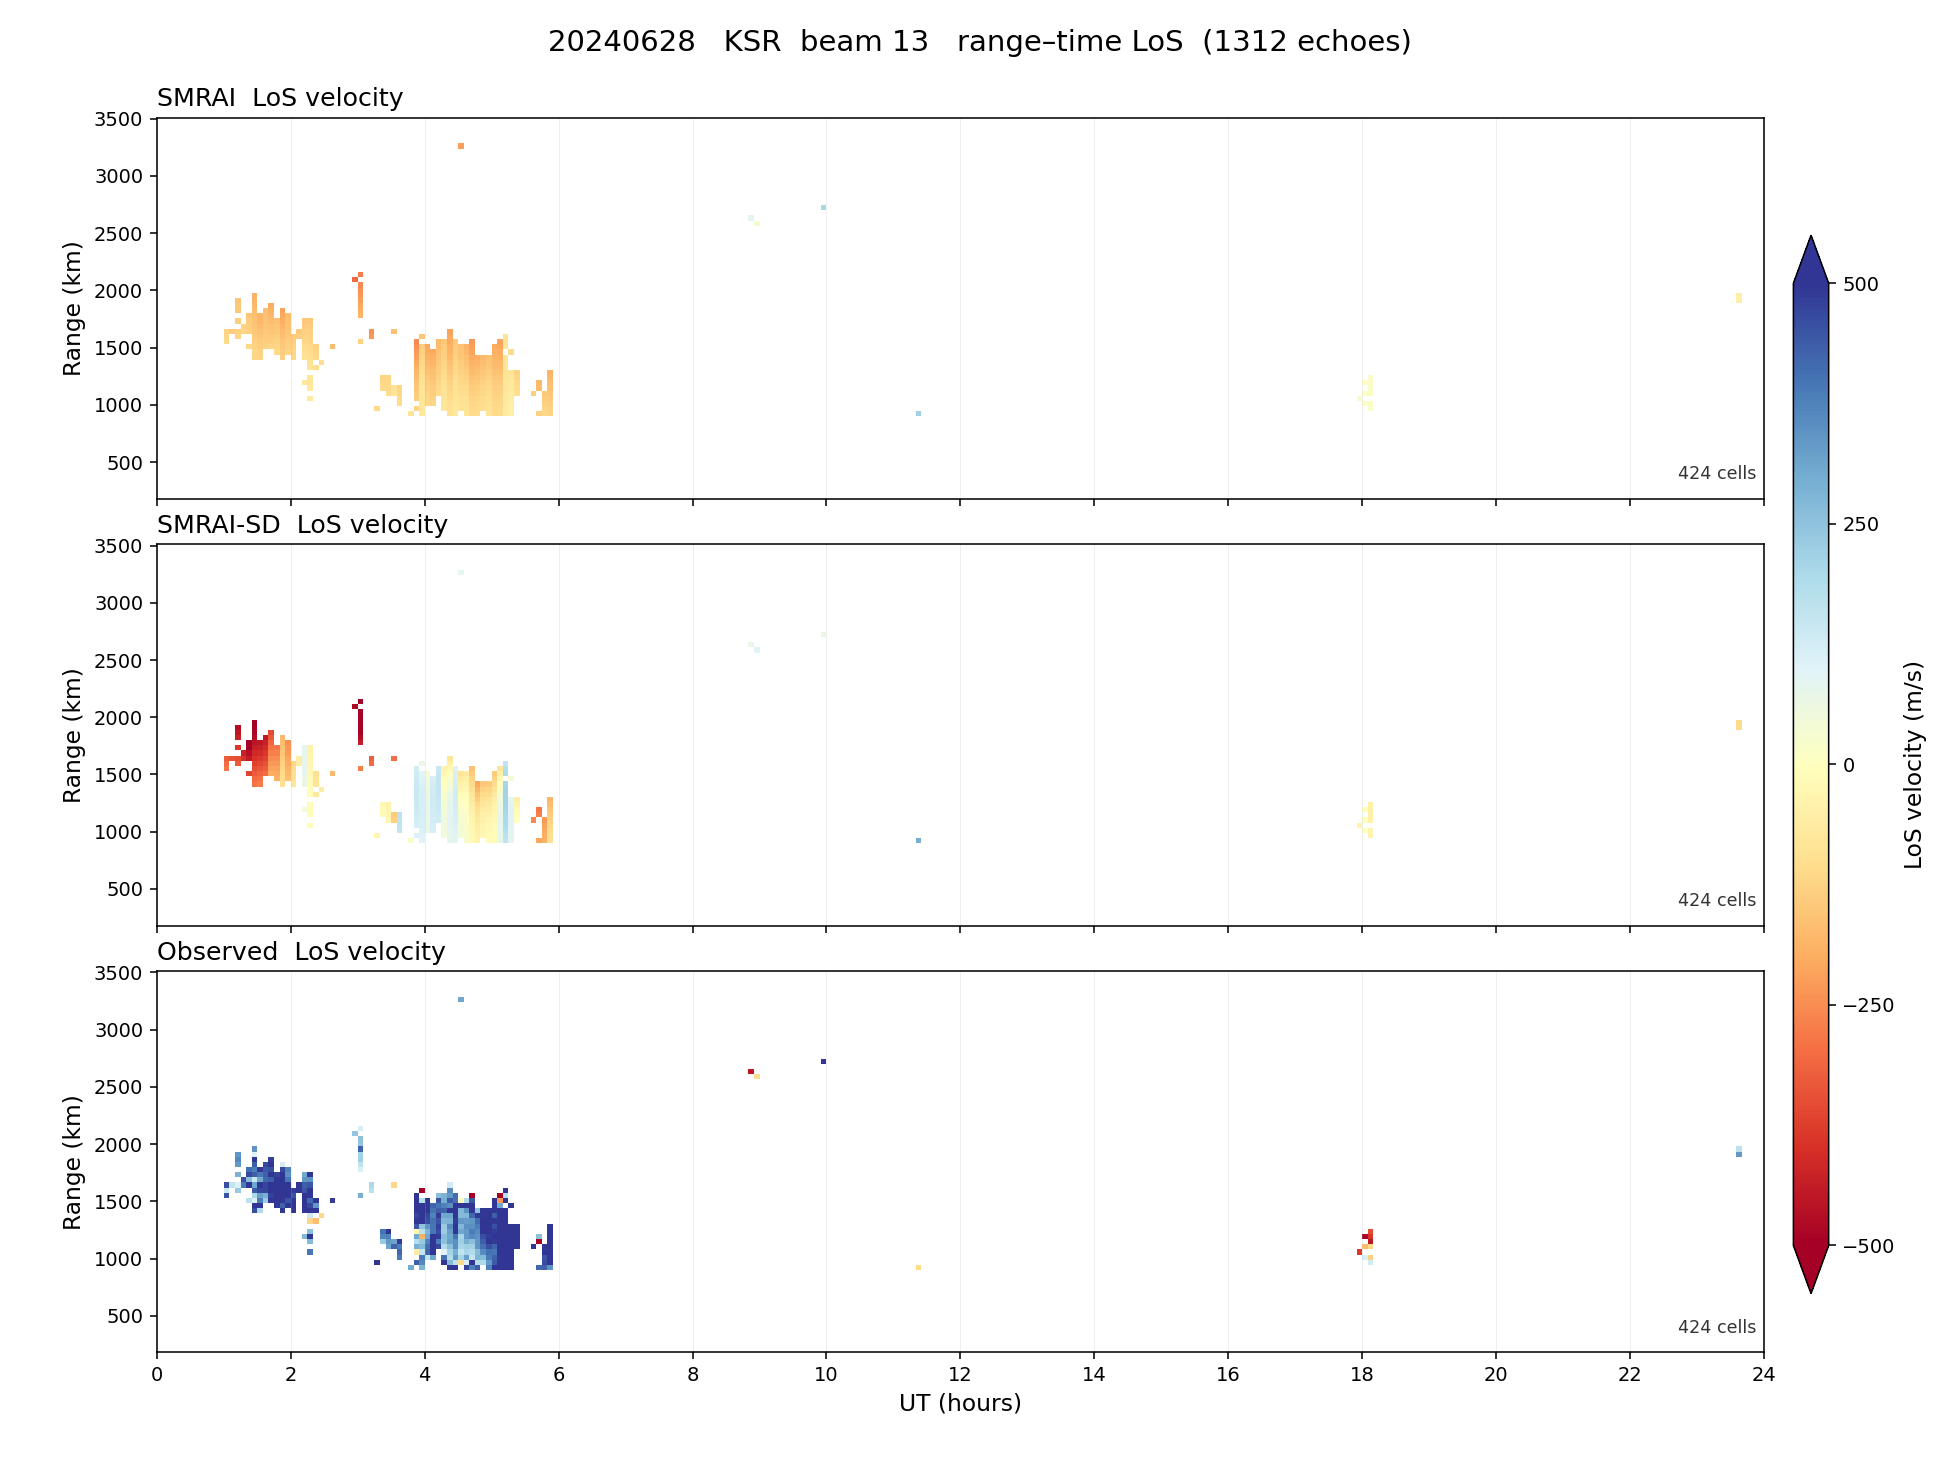 20240628   KSR  beam 13   range–time LoS  (1312 echoes)
SMRAI  LoS velocity
3500
3000
2500
2000
1500
1000
500
Range (km)
424 cells
SMRAI-SD  LoS velocity
3500
3000
2500
2000
1500
1000
500
Range (km)
424 cells
Observed  LoS velocity
3500
3000
2500
2000
1500
1000
500
Range (km)
424 cells
0 2 4 6 8 10 12 14 16 18 20 22 24
UT (hours)
500
250
0
−250
−500
LoS velocity (m/s)